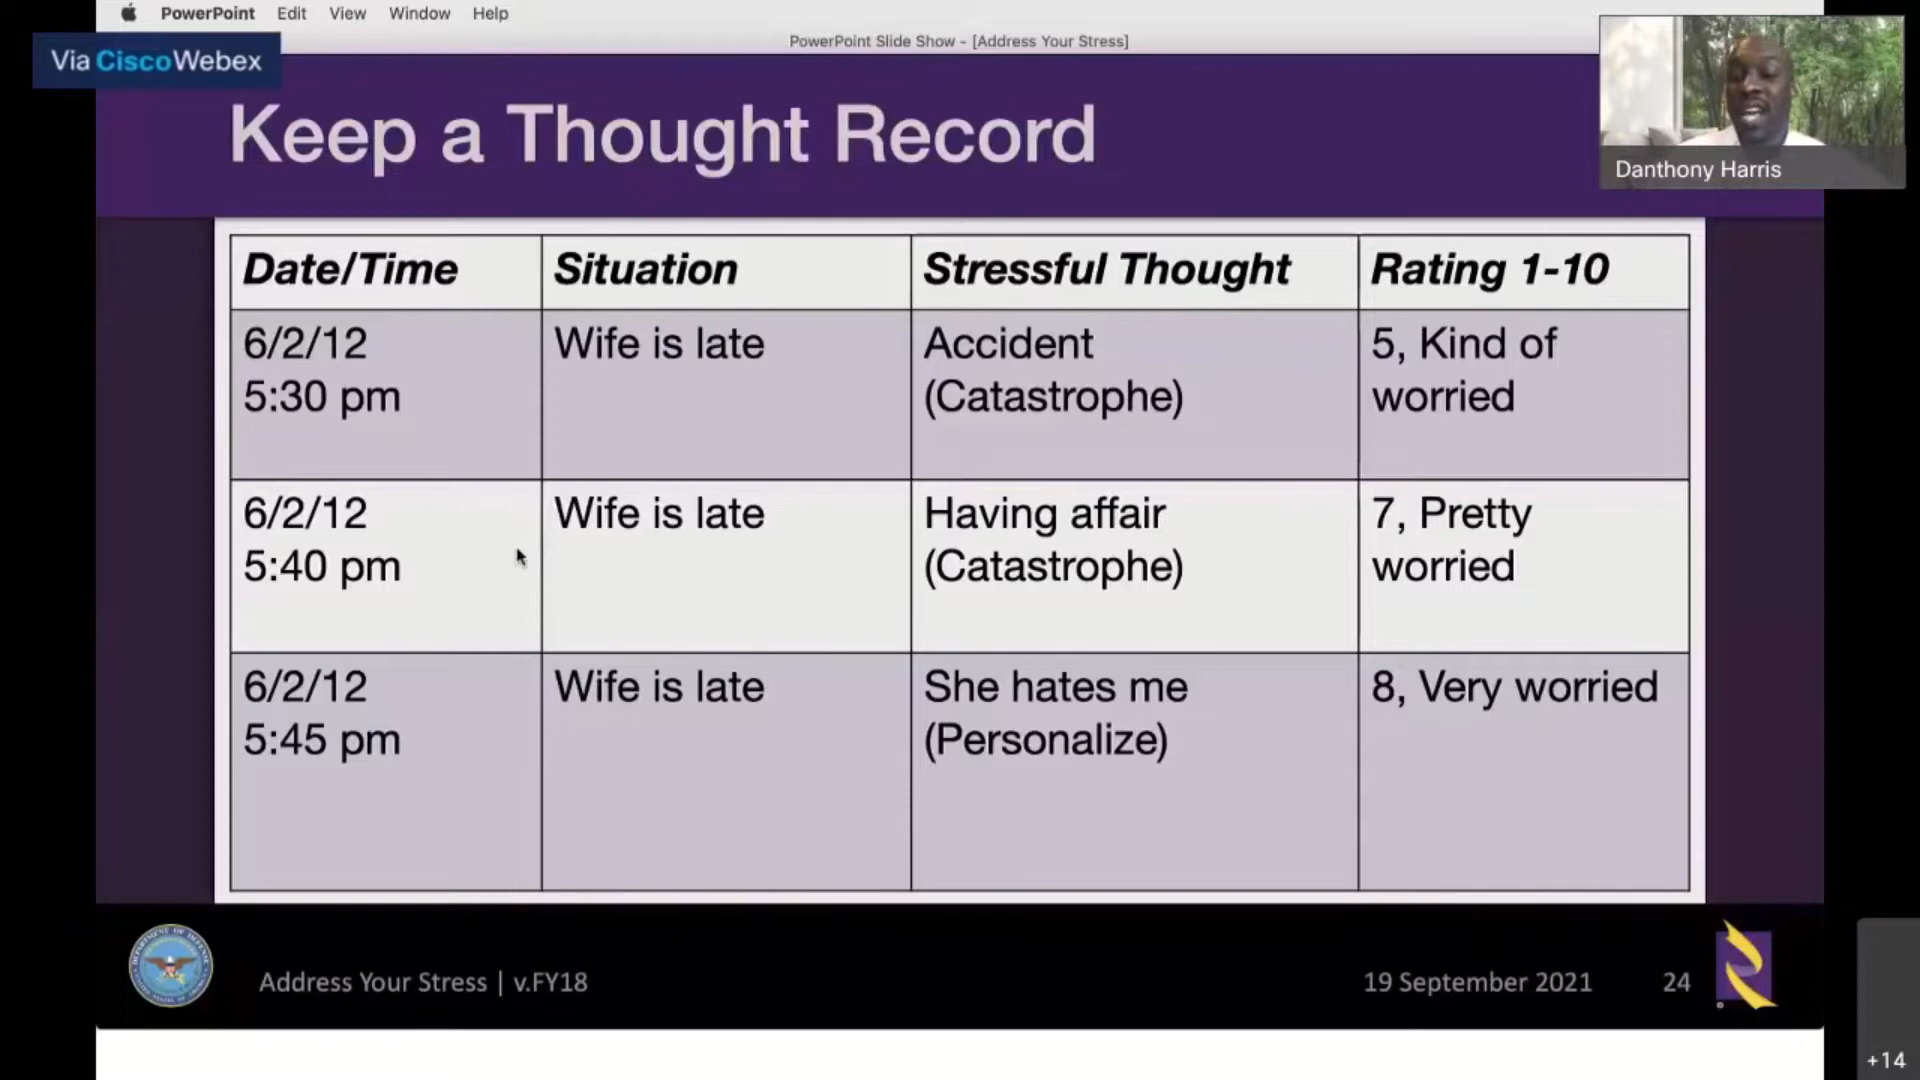 PowerPoint Edit View Window Help
PowerPoint Slide Show - [Address Your Stress]
Via CiscoWebex
Keep a Thought Record
Danthony Harris
Date/Time Situation Stressful Thought Rating 1-10
6/2/12 Wife is late Accident 5, Kind of
5:30 pm (Catastrophe) worried
6/2/12 Wife is late Having affair 7, Pretty
5:40 pm (Catastrophe) worried
6/2/12 Wife is late She hates me 8, Very worried
5:45 pm (Personalize)
DEPARTMENT OF DEFENSE
Address Your Stress | v.FY18 19 September 2021 24
®
+14